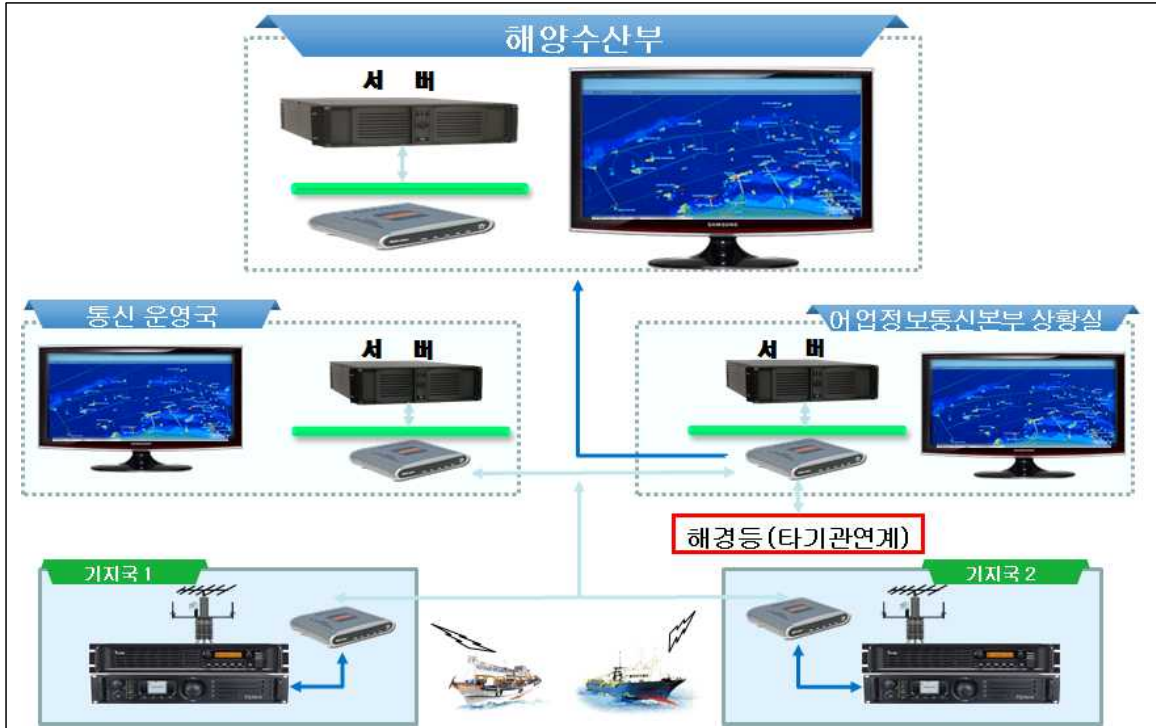 해양수산부
서 버
SAMSUNG
통신 운영국
어업정보통신본부 상황실
서 버
서 버
해경등(타기관연계)
기지국 1
기지국 2